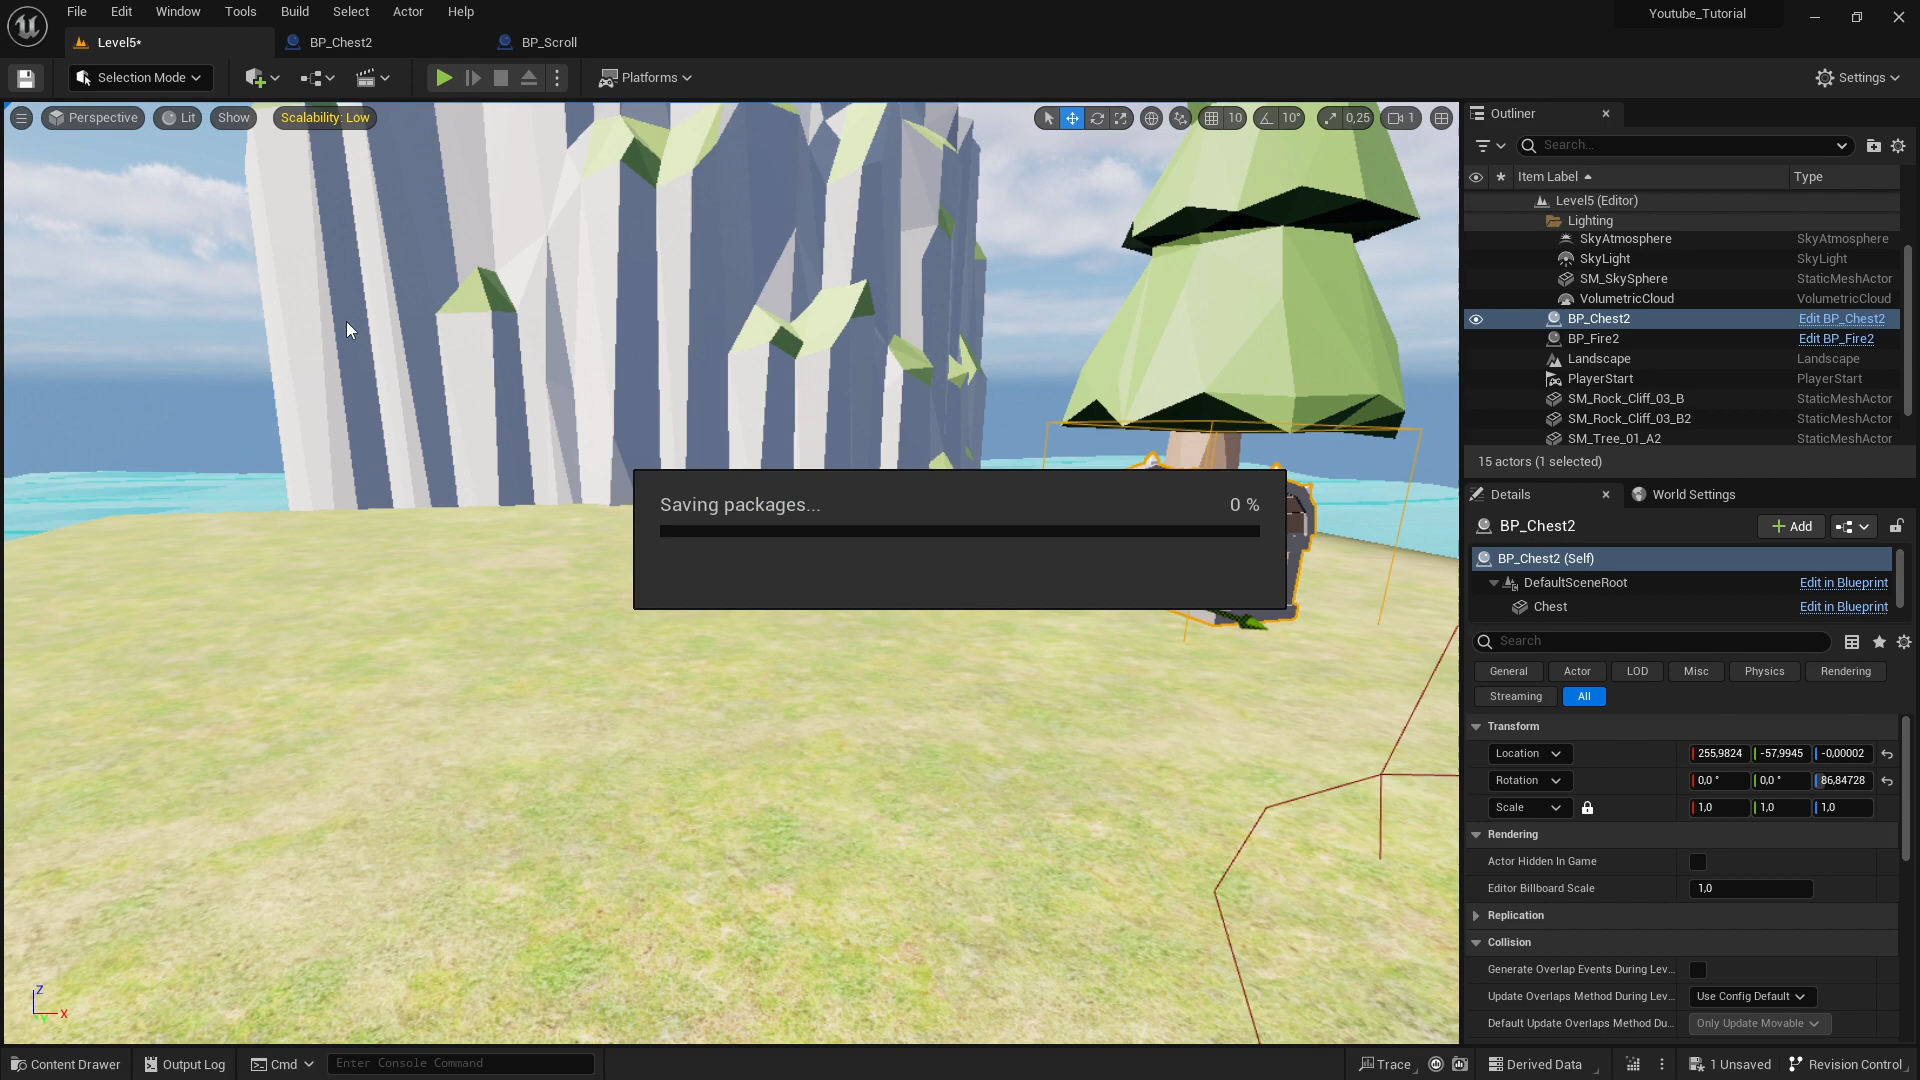 File Edit Window Tools Build Select Actor Help
Youtube_Tutorial
Level5* BP_Chest2 BP_Scroll
Selection Mode Platforms Settings
Perspective Lit Show Scalability: Low 10 10° 0,25 1
Outliner
Search...
Item Label Type
Level5 (Editor)
Lighting
SkyAtmosphere SkyAtmosphere
SkyLight SkyLight
SM_SkySphere StaticMeshActor
VolumetricCloud VolumetricCloud
BP_Chest2 Edit BP_Chest2
BP_Fire2 Edit BP_Fire2
Landscape Landscape
PlayerStart PlayerStart
SM_Rock_Cliff_03_B StaticMeshActor
SM_Rock_Cliff_03_B2 StaticMeshActor
SM_Tree_01_A2 StaticMeshActor
15 actors (1 selected)
Saving packages... 0 %
Details World Settings
BP_Chest2 Add
BP_Chest2 (Self)
DefaultSceneRoot Edit in Blueprint
Chest Edit in Blueprint
Search
General Actor LOD Misc Physics Rendering
Streaming All
Transform
Location 255,9824 -57,9945 -0,00002
Rotation 0,0 ° 0,0 ° 86,84728
Scale 1,0 1,0 1,0
Rendering
Actor Hidden In Game
Editor Billboard Scale 1,0
Replication
Collision
Generate Overlap Events During Lev...
Update Overlaps Method During Lev... Use Config Default
Default Update Overlaps Method Du... Only Update Movable
Z
X
Y
Content Drawer Output Log Cmd Enter Console Command Trace Derived Data 1 Unsaved Revision Control